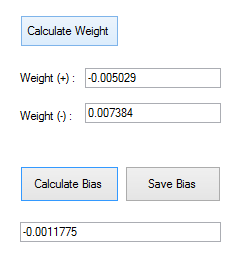 Calculate Weight
Weight (+) : -0.005029
Weight (-) : 0.007384
Calculate Bias Save Bias
-0.0011775